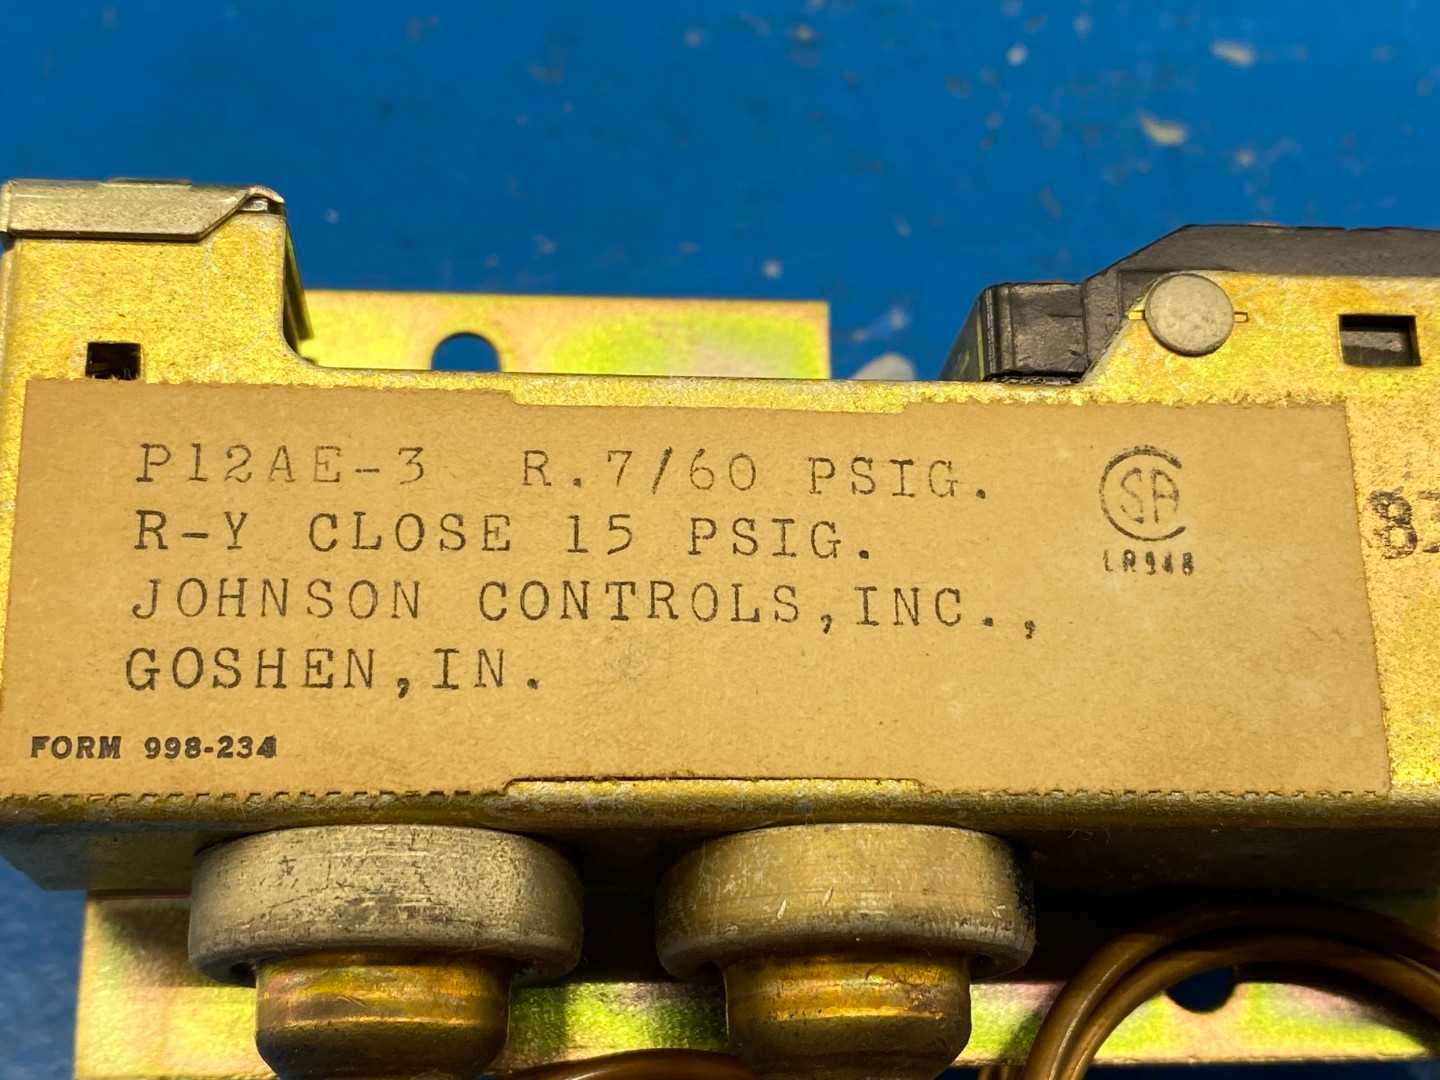 P12AE-3 R.7/60 PSIG.
R-Y CLOSE 15 PSIG.
JOHNSON CONTROLS,INC.,
GOSHEN,IN.
FORM 998-234
SA
LR948